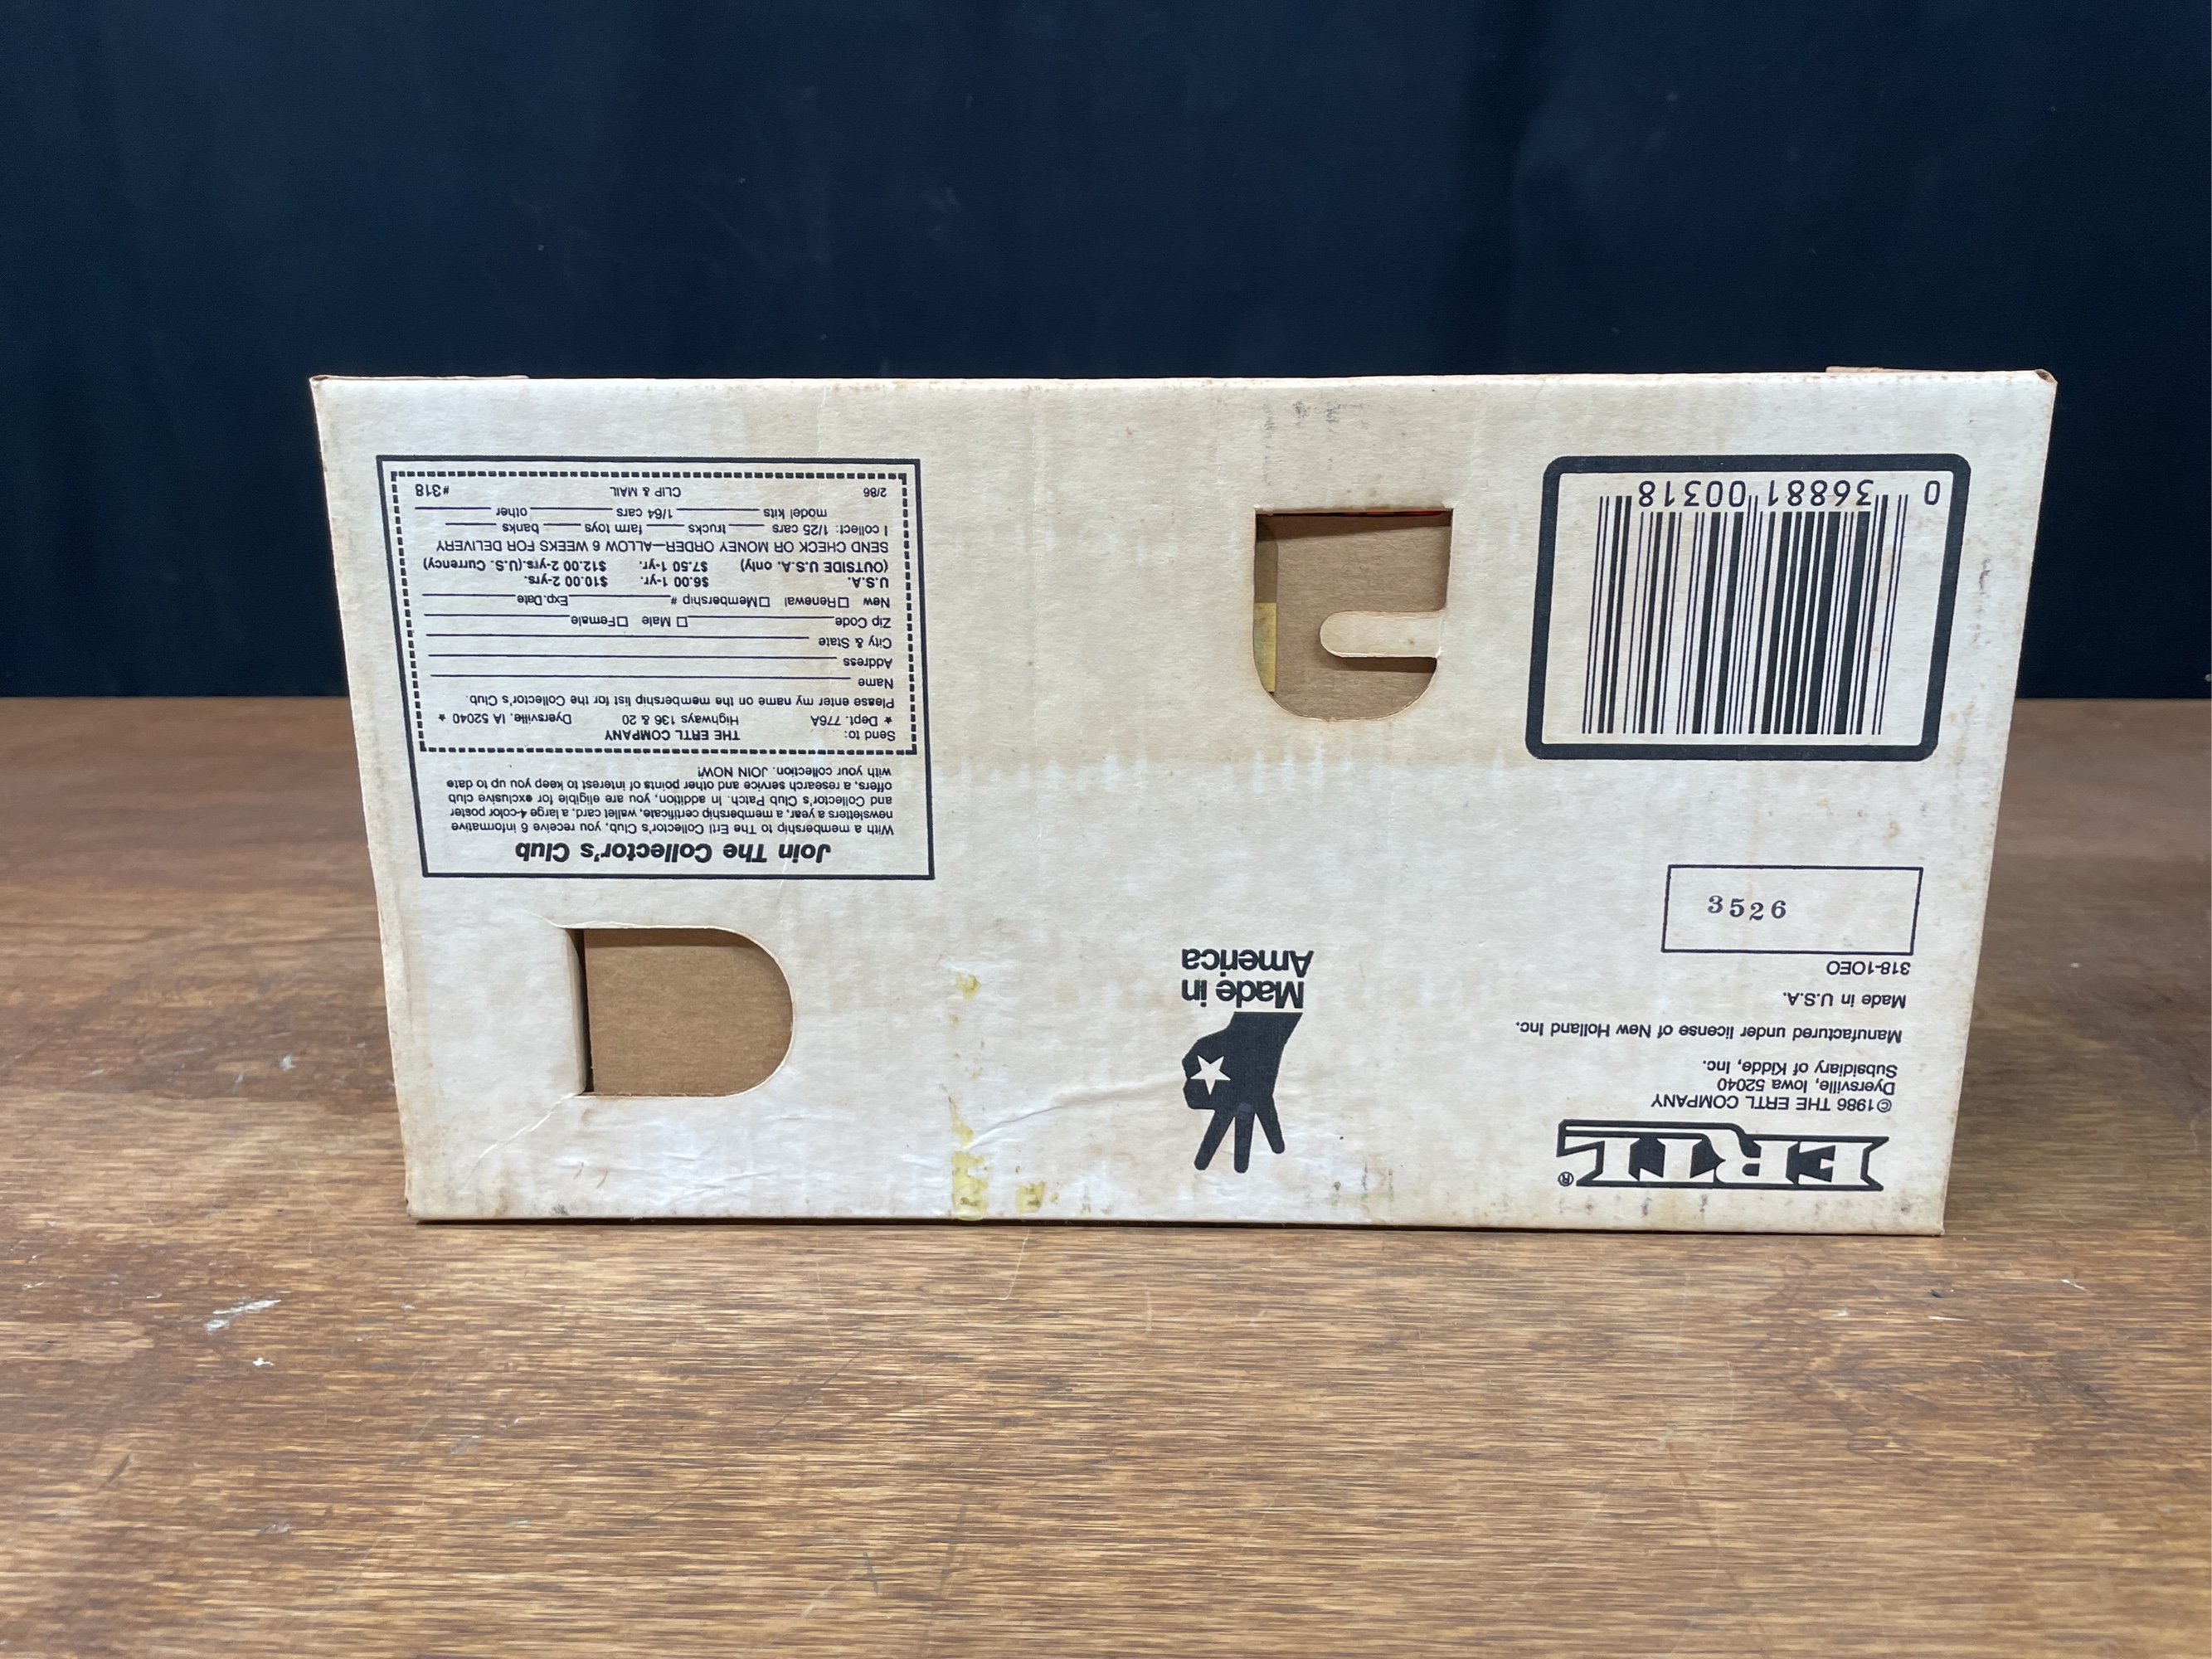 ERTL®
©1986 THE ERTL COMPANY
Dyersville, Iowa 52040
Subsidiary of Kidde, Inc.
Manufactured under license of New Holland Inc.
Made in U.S.A.
318-1OEO
3526
0 36881 00318
Made in
America
Join The Collector's Club
With a membership to The Ertl Collector's Club, you receive 6 informative
newsletters a year, a membership certificate, wallet card, a large 4-color poster
and Collector's Club Patch. In addition, you are eligible for exclusive club
offers, a research service and other points of interest to keep you up to date
with your collection. JOIN NOW!
Send to: THE ERTL COMPANY
★ Dept. 776A Highways 136 & 20 Dyersville, IA 52040 ★
Please enter my name on the membership list for the Collector's Club.
Name
Address
City & State
Zip Code □ Male □ Female
New □ Renewal □ Membership # Exp. Date
U.S.A. $6.00 1-yr. $10.00 2-yrs.
(OUTSIDE U.S.A. only) $7.50 1-yr. $12.00 2-yrs. (U.S. Currency)
SEND CHECK OR MONEY ORDER—ALLOW 6 WEEKS FOR DELIVERY
I collect: 1/25 cars trucks farm toys banks
model kits 1/64 cars other
2/86 CLIP & MAIL #318